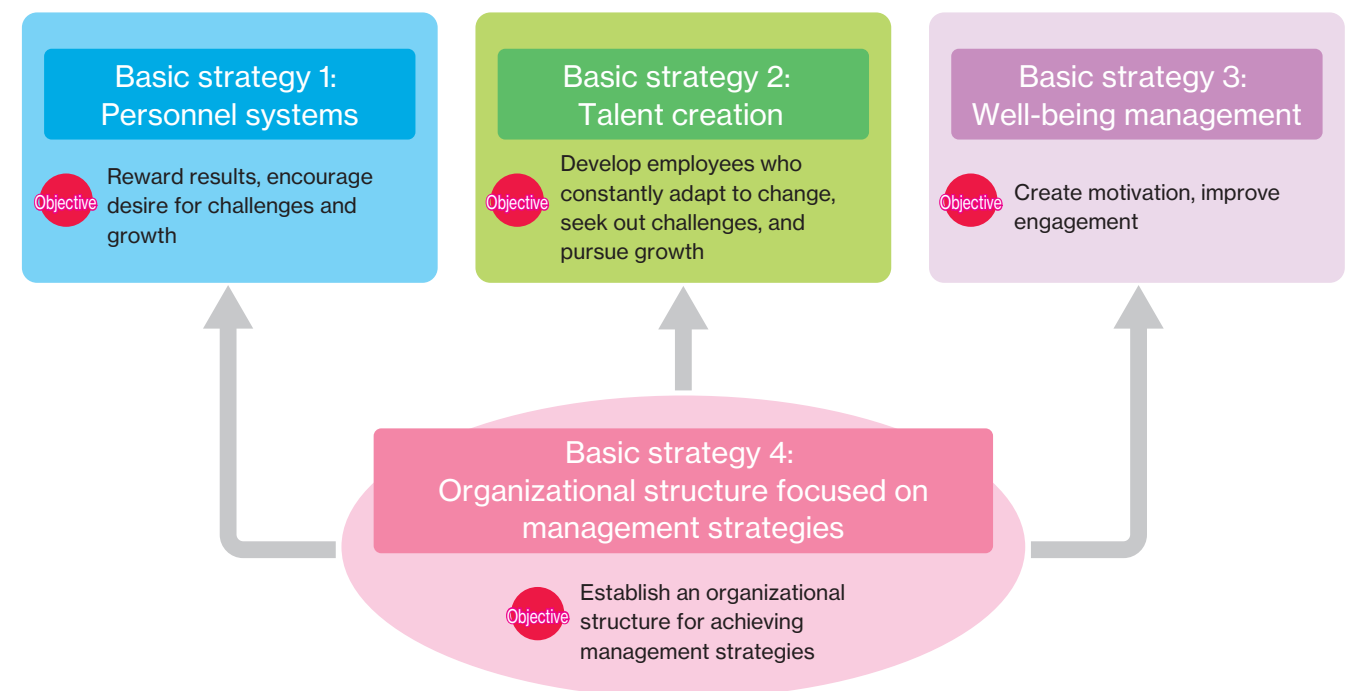 Basic strategy 1:
Personnel systems
Objective
Reward results, encourage
desire for challenges and
growth
Basic strategy 2:
Talent creation
Objective
Develop employees who
constantly adapt to change,
seek out challenges, and
pursue growth
Basic strategy 3:
Well-being management
Objective
Create motivation, improve
engagement
Basic strategy 4:
Organizational structure focused on
management strategies
Objective
Establish an organizational
structure for achieving
management strategies